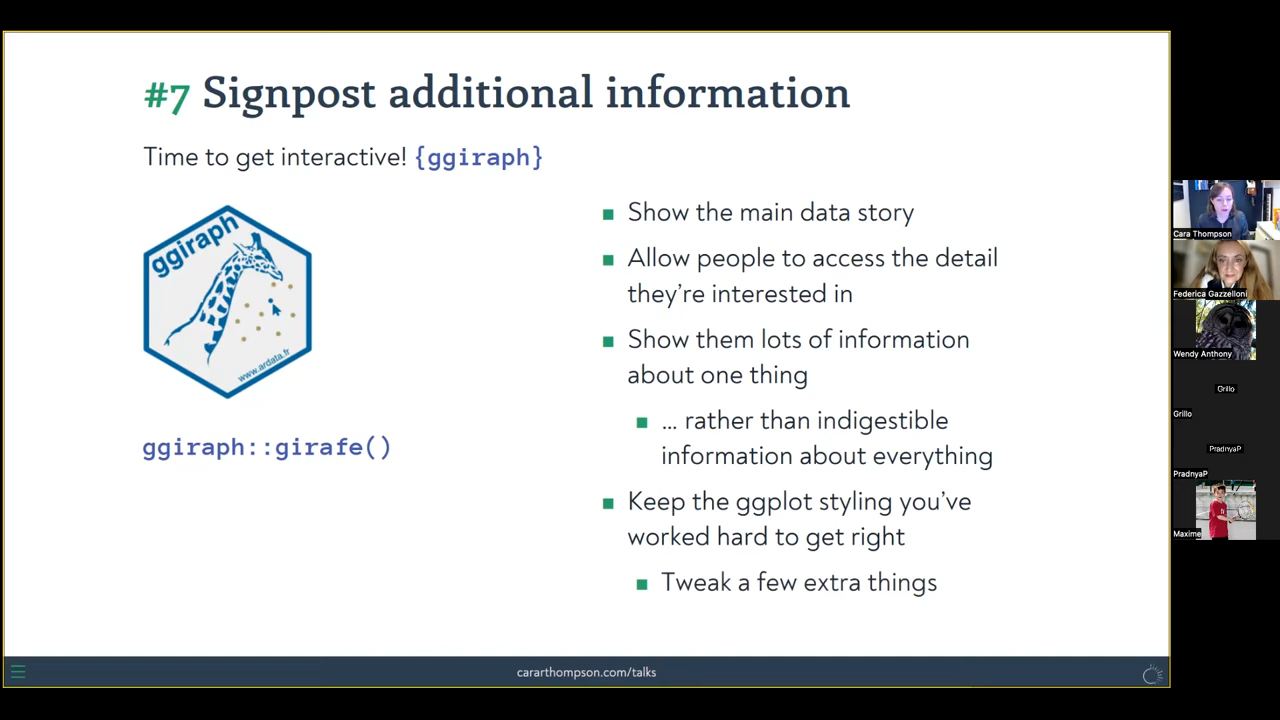 #7 Signpost additional information
Time to get interactive! {ggiraph}
ggiraph
www.ardata.fr
ggiraph::girafe()
■ Show the main data story
■ Allow people to access the detail
they're interested in
■ Show them lots of information
about one thing
■ ... rather than indigestible
information about everything
■ Keep the ggplot styling you've
worked hard to get right
■ Tweak a few extra things
cararthompson.com/talks
Cara Thompson
Federica Gazzelloni
Wendy Anthony
Grillo
Grillo
PradnyaP
PradnyaP
Maxime